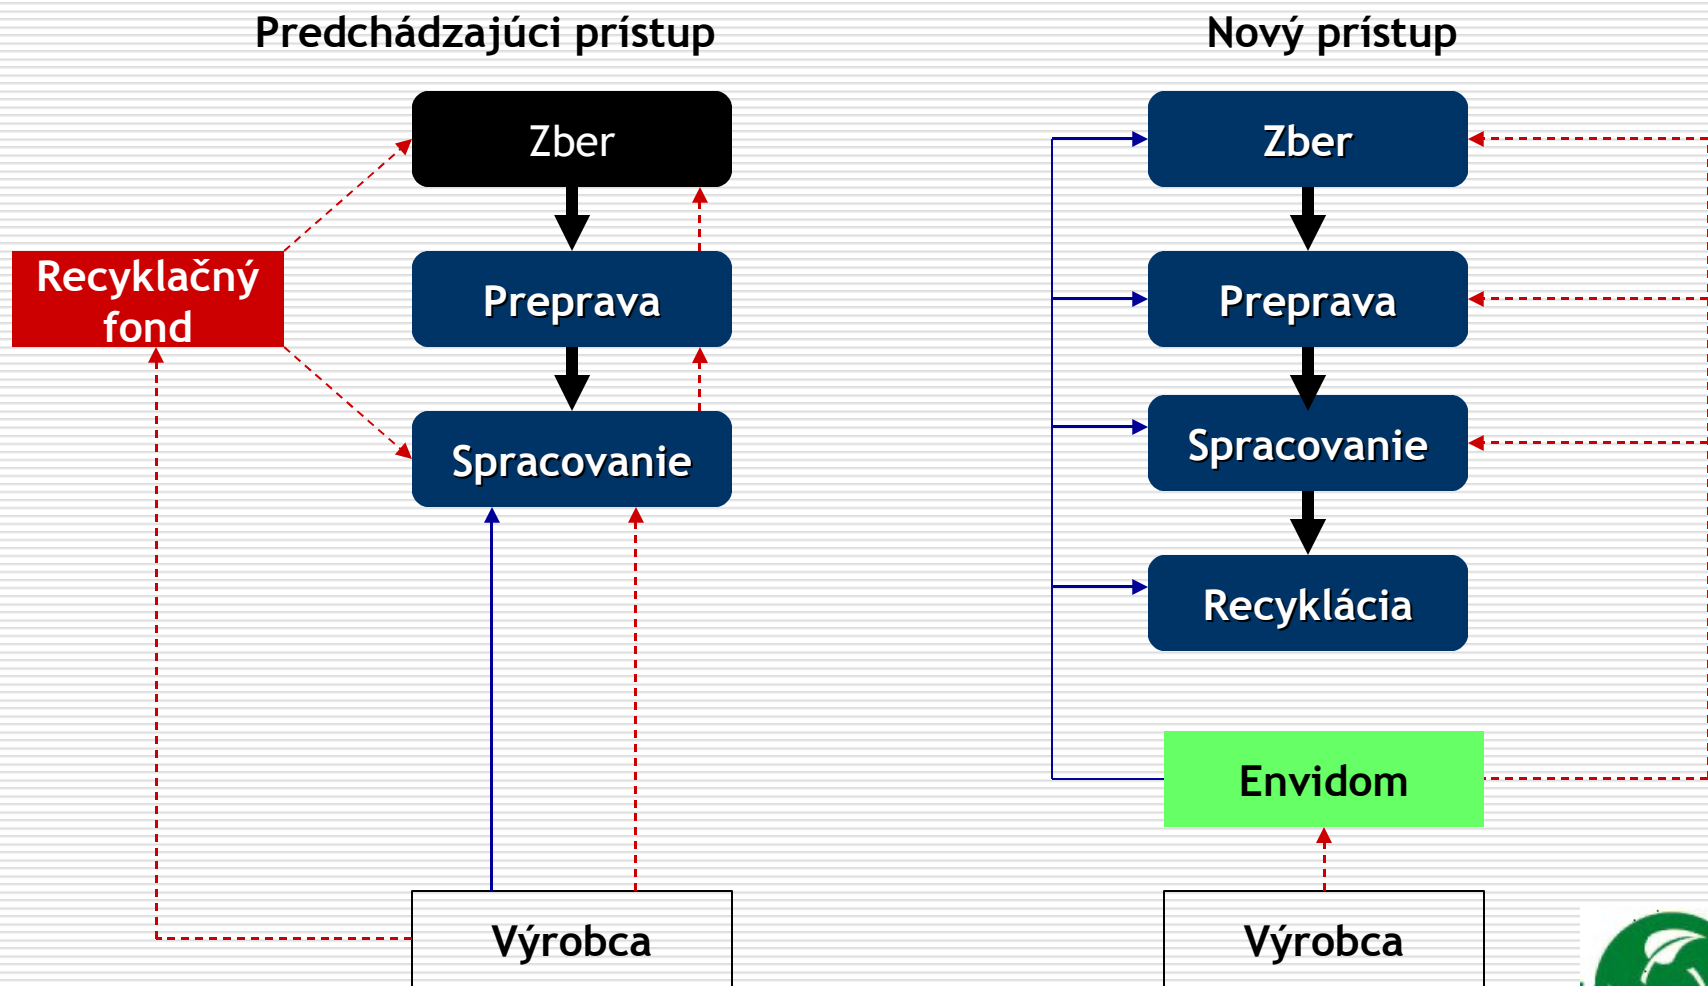 Predchádzajúci prístup
Zber
Recyklačný
fond
Preprava
Spracovanie
Výrobca
Nový prístup
Zber
Preprava
Spracovanie
Recyklácia
Envidom
Výrobca